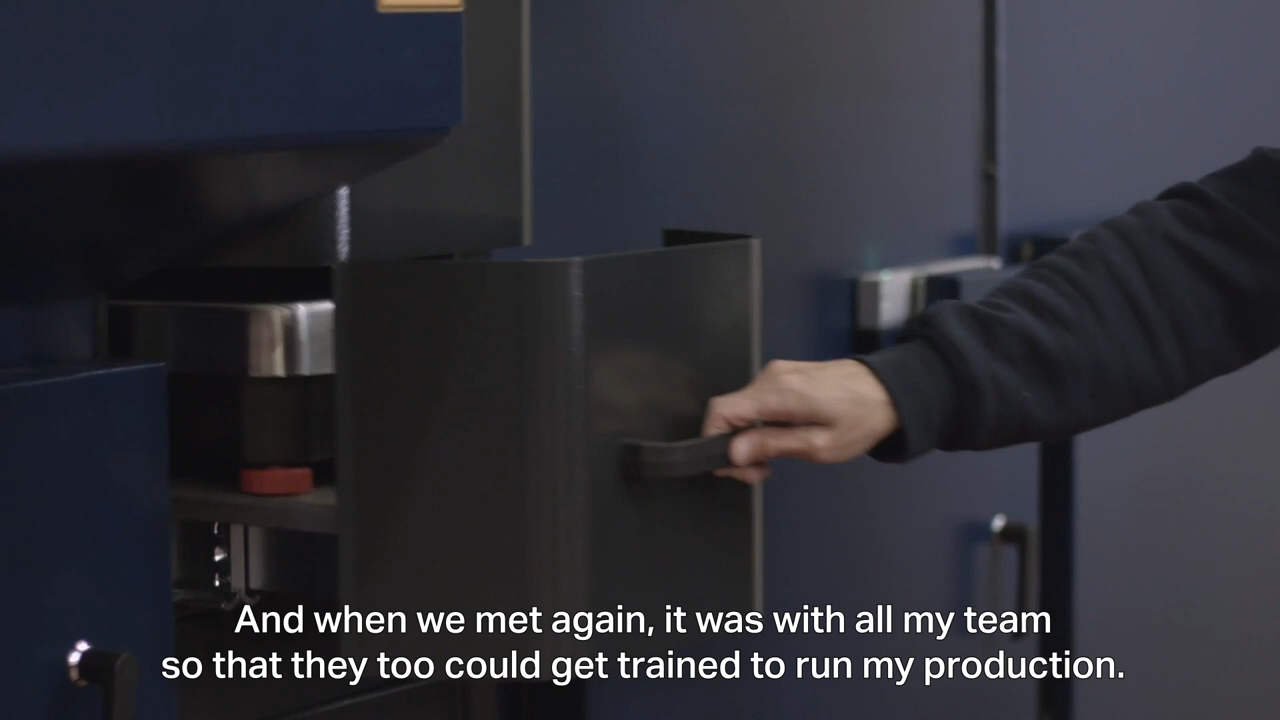 And when we met again, it was with all my team
so that they too could get trained to run my production.